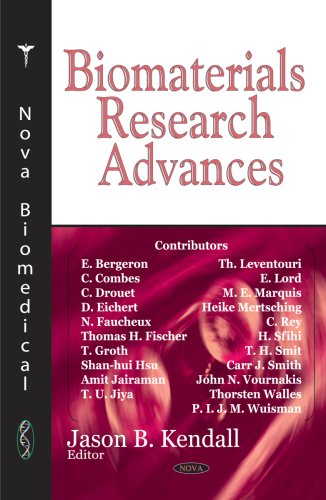 Nova Biomedical
Biomaterials
Research
Advances
Contributors
E. Bergeron
C. Combes
C. Drouet
D. Eichert
N. Faucheux
Thomas H. Fischer
T. Groth
Shan-hui Hsu
Amit Jairaman
T. U. Jiya
Th. Leventouri
E. Lord
M. E. Marquis
Heike Mertsching
C. Rey
H. Sfihi
T. H. Smit
Carr J. Smith
John N. Vournakis
Thorsten Walles
P. I. J. M. Wuisman
Jason B. Kendall
Editor
NOVA